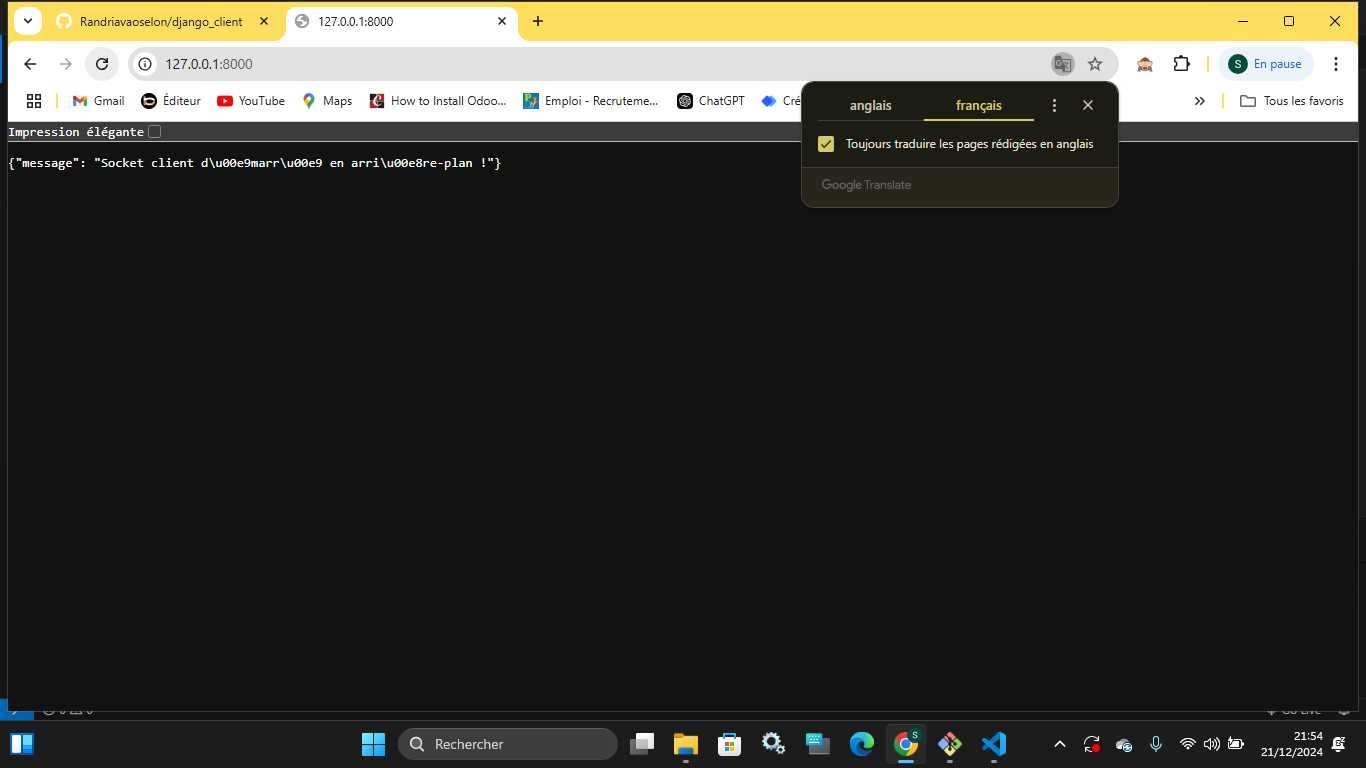 Randriavaoselon/django_client
127.0.0.1:8000
127.0.0.1:8000
S En pause
Gmail
Éditeur
YouTube
Maps
How to Install Odoo...
Emploi - Recruteme...
ChatGPT
Cré
Tous les favoris
anglais français
Toujours traduire les pages rédigées en anglais
Google Translate
Impression élégante
{"message": "Socket client d\u00e9marr\u00e9 en arri\u00e8re-plan !"}
Rechercher
S
21:54
21/12/2024